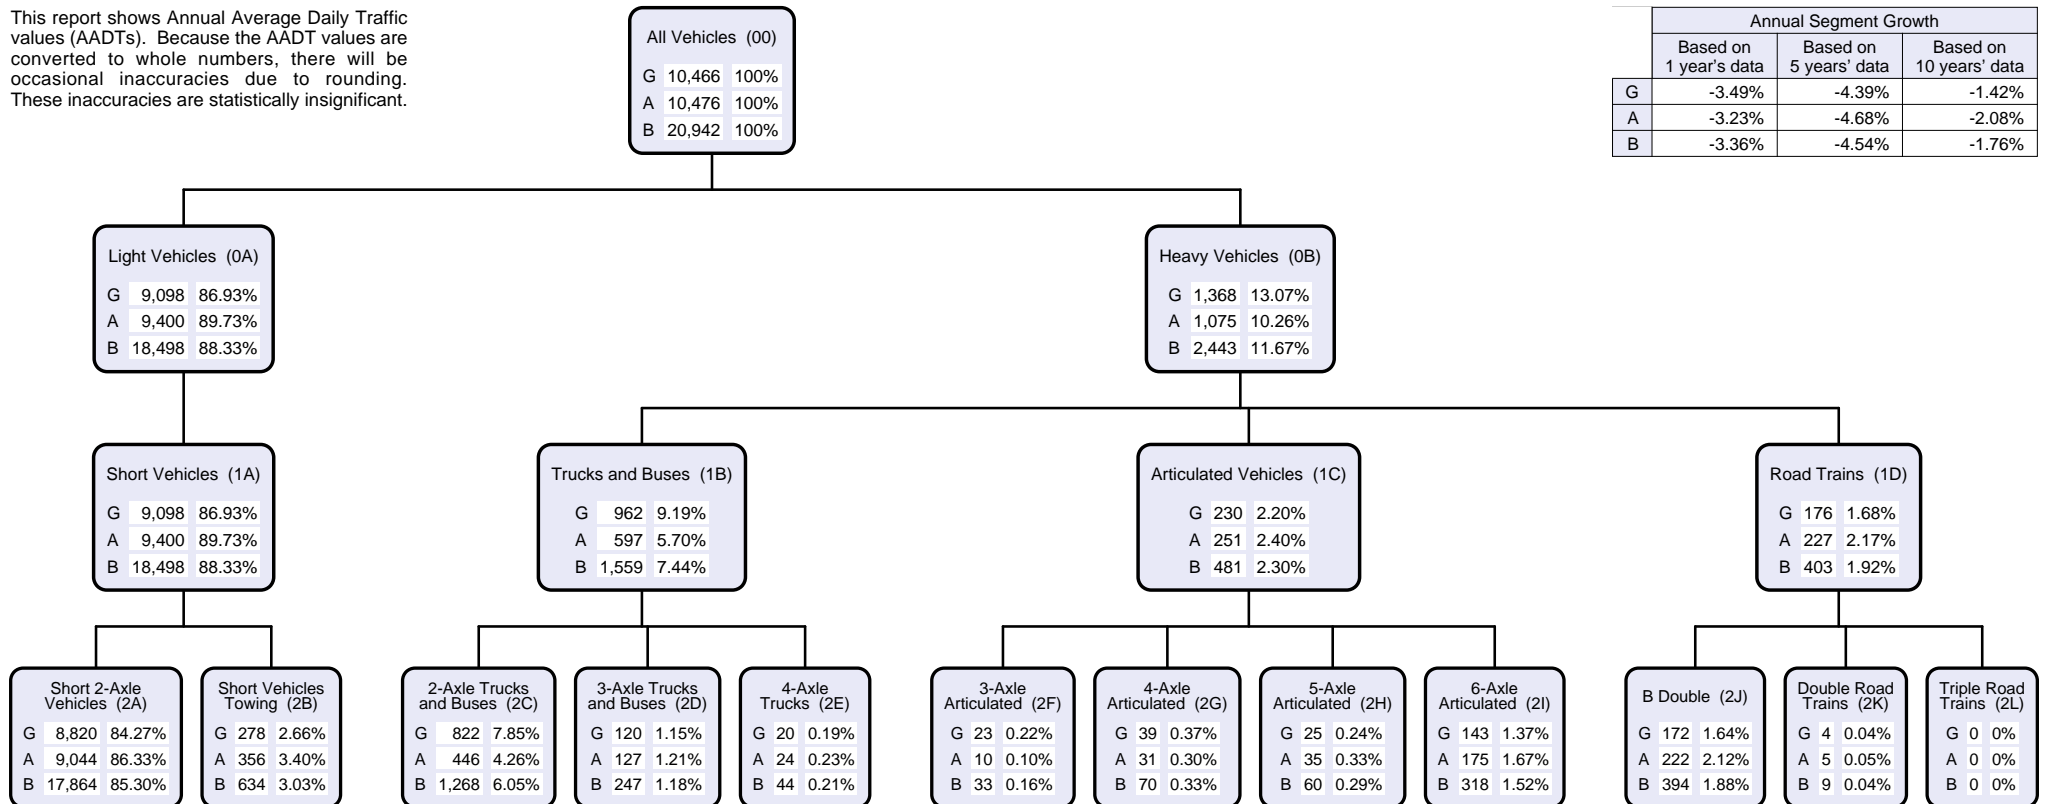 This report shows Annual Average Daily Traffic
values (AADTs). Because the AADT values are
converted to whole numbers, there will be
occasional inaccuracies due to rounding.
These inaccuracies are statistically insignificant.
All Vehicles (00)
G 10,466 100%
A 10,476 100%
B 20,942 100%
Annual Segment Growth
Based on 1 year's data Based on 5 years' data Based on 10 years' data
G -3.49% -4.39% -1.42%
A -3.23% -4.68% -2.08%
B -3.36% -4.54% -1.76%
Light Vehicles (0A)
G 9,098 86.93%
A 9,400 89.73%
B 18,498 88.33%
Heavy Vehicles (0B)
G 1,368 13.07%
A 1,075 10.26%
B 2,443 11.67%
Short Vehicles (1A)
G 9,098 86.93%
A 9,400 89.73%
B 18,498 88.33%
Trucks and Buses (1B)
G 962 9.19%
A 597 5.70%
B 1,559 7.44%
Articulated Vehicles (1C)
G 230 2.20%
A 251 2.40%
B 481 2.30%
Road Trains (1D)
G 176 1.68%
A 227 2.17%
B 403 1.92%
Short 2-Axle
Vehicles (2A)
G 8,820 84.27%
A 9,044 86.33%
B 17,864 85.30%
Short Vehicles
Towing (2B)
G 278 2.66%
A 356 3.40%
B 634 3.03%
2-Axle Trucks
and Buses (2C)
G 822 7.85%
A 446 4.26%
B 1,268 6.05%
3-Axle Trucks
and Buses (2D)
G 120 1.15%
A 127 1.21%
B 247 1.18%
4-Axle
Trucks (2E)
G 20 0.19%
A 24 0.23%
B 44 0.21%
3-Axle
Articulated (2F)
G 23 0.22%
A 10 0.10%
B 33 0.16%
4-Axle
Articulated (2G)
G 39 0.37%
A 31 0.30%
B 70 0.33%
5-Axle
Articulated (2H)
G 25 0.24%
A 35 0.33%
B 60 0.29%
6-Axle
Articulated (2I)
G 143 1.37%
A 175 1.67%
B 318 1.52%
B Double (2J)
G 172 1.64%
A 222 2.12%
B 394 1.88%
Double Road
Trains (2K)
G 4 0.04%
A 5 0.05%
B 9 0.04%
Triple Road
Trains (2L)
G 0 0%
A 0 0%
B 0 0%